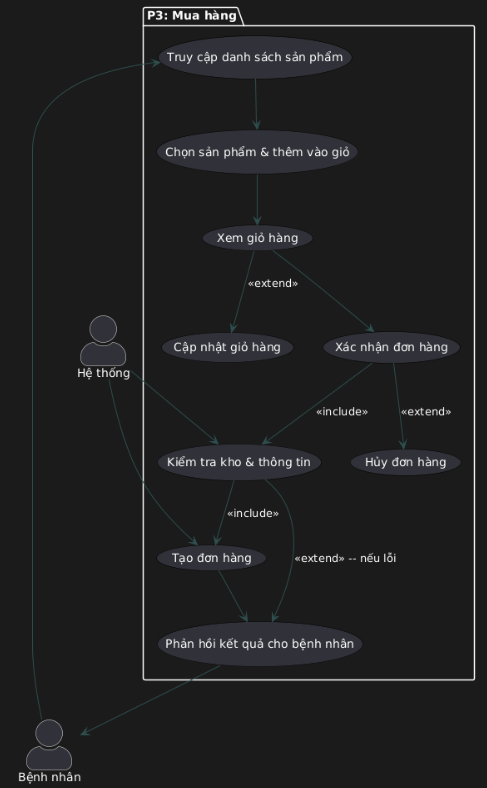 P3: Mua hàng
Truy cập danh sách sản phẩm
Chọn sản phẩm & thêm vào giỏ
Xem giỏ hàng
«extend»
Cập nhật giỏ hàng
Xác nhận đơn hàng
Hệ thống
«include»
«extend»
Kiểm tra kho & thông tin
Hủy đơn hàng
«include»
Tạo đơn hàng
«extend» -- nếu lỗi
Phản hồi kết quả cho bệnh nhân
Bệnh nhân